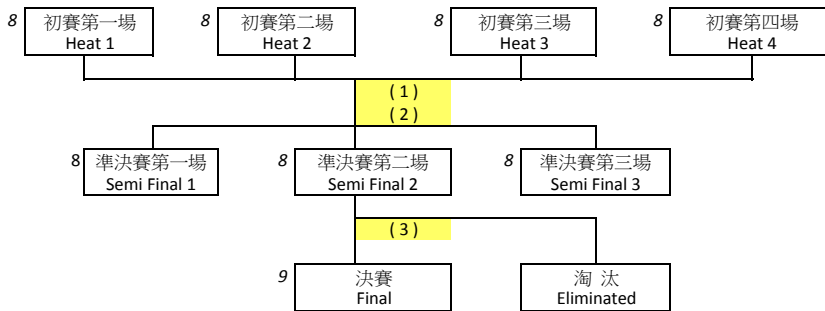 8 初賽第一場 8 初賽第二場 8 初賽第三場 8 初賽第四場
Heat 1 Heat 2 Heat 3 Heat 4
( 1 )
( 2 )
8 準決賽第一場 8 準決賽第二場 8 準決賽第三場
Semi Final 1 Semi Final 2 Semi Final 3
( 3 )
9 決賽 淘 汰
Final Eliminated